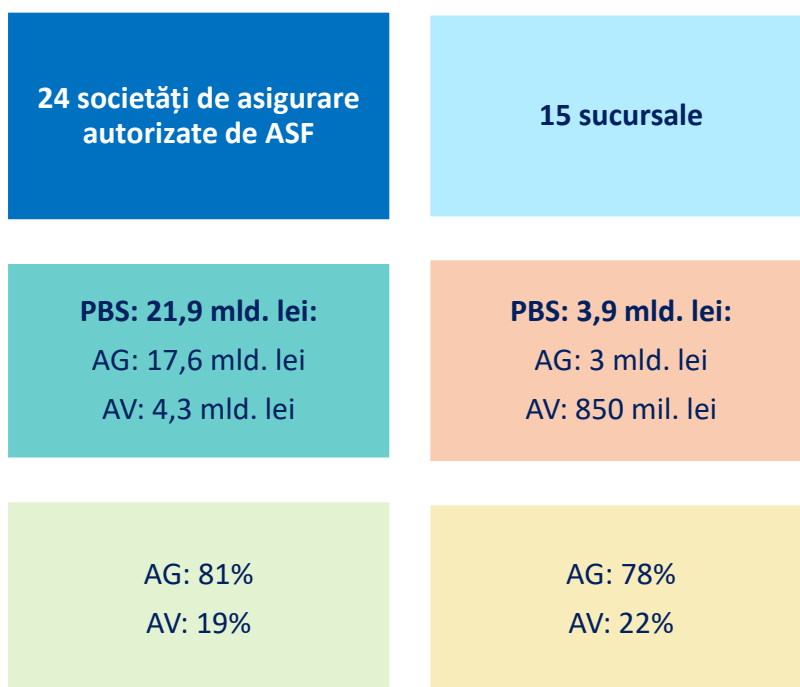 24 societăți de asigurare
autorizate de ASF
15 sucursale
PBS: 21,9 mld. lei:
AG: 17,6 mld. lei
AV: 4,3 mld. lei
PBS: 3,9 mld. lei:
AG: 3 mld. lei
AV: 850 mil. lei
AG: 81%
AV: 19%
AG: 78%
AV: 22%